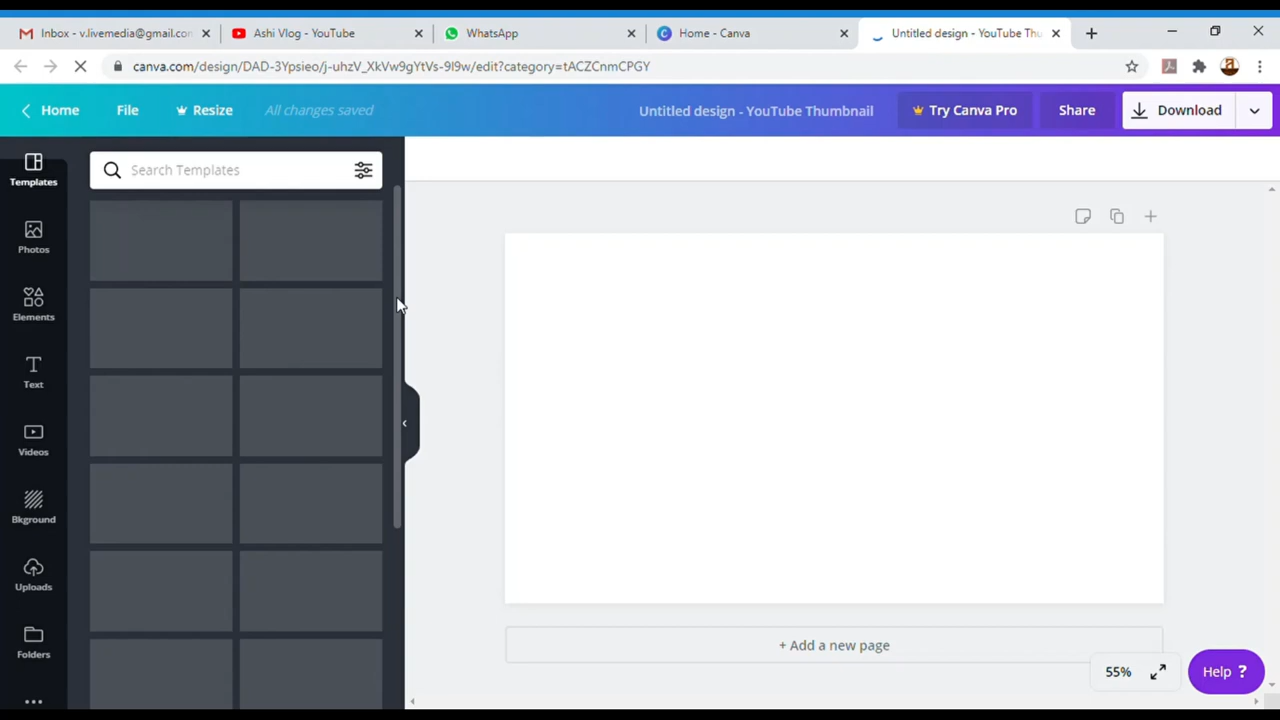 Inbox - v.livemedia@gmail.con
Ashi Vlog - YouTube
WhatsApp
Home - Canva
Untitled design - YouTube Thu
canva.com/design/DAD-3Ypsieo/j-uhzV_XkVw9gYtVs-9l9w/edit?category=tACZCnmCPGY
Home
File
Resize
All changes saved
Untitled design - YouTube Thumbnail
Try Canva Pro
Share
Download
Templates
Search Templates
Photos
Elements
Text
Videos
Bkground
Uploads
Folders
+ Add a new page
55%
Help ?